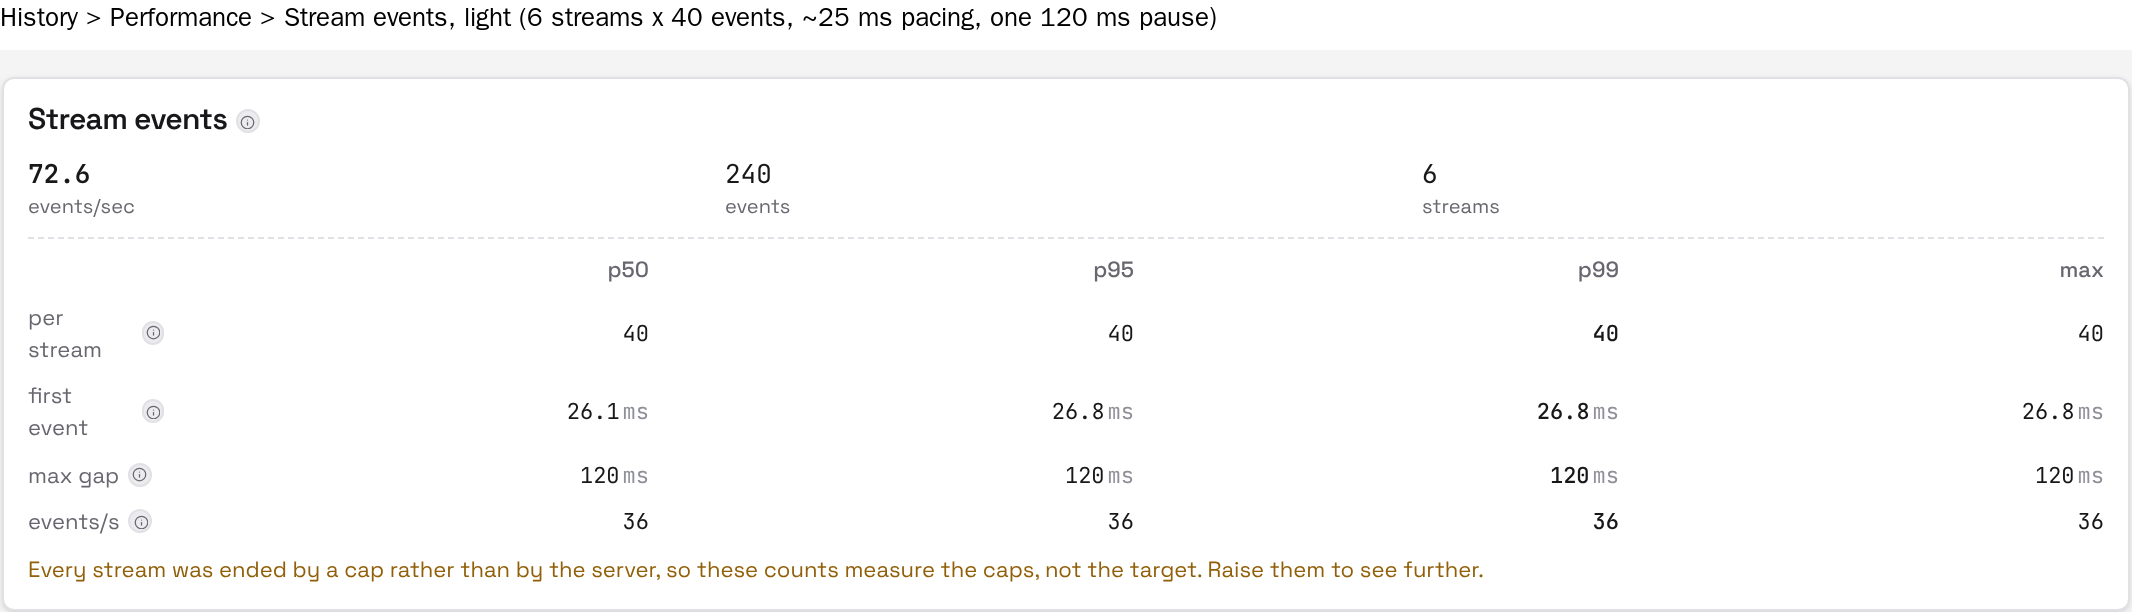 History > Performance > Stream events, light (6 streams x 40 events, ~25 ms pacing, one 120 ms pause)
Stream events
72.6 240 6
events/sec events streams
p50 p95 p99 max
per stream 40 40 40 40
first event 26.1ms 26.8ms 26.8ms 26.8ms
max gap 120ms 120ms 120ms 120ms
events/s 36 36 36 36
Every stream was ended by a cap rather than by the server, so these counts measure the caps, not the target. Raise them to see further.